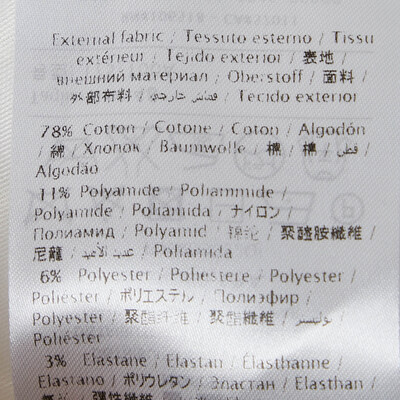 External fabric / Tessuto esterno / Tissu
extérieur / Tejido exterior / 表地 /
внешний материал / Oberstoff / 面料 /
外部布料 / قماش خارجي / Tecido exterior
78% Cotton / Cotone / Coton / Algodón
/ 綿 / Хлопок / Baumwolle / 棉 / 棉 / قطن /
Algodão
11% Polyamide / Poliammide /
Polyamide / Poliamida / ナイロン /
Полиамид / Polyamid / 锦纶 / 聚醯胺纖維 /
尼龍 / عديد الأميد / Poliamida
6% Polyester / Poliestere / Polyester /
Poliéster / ポリエステル / Полиэфир /
Polyester / 聚酯纤维 / 聚酯纖維 / بوليستر /
Poliéster
3% Elastane / Elastan / Élasthanne /
Elastano / ポリウレタン / Эластан / Elasthan /
彈性纖維